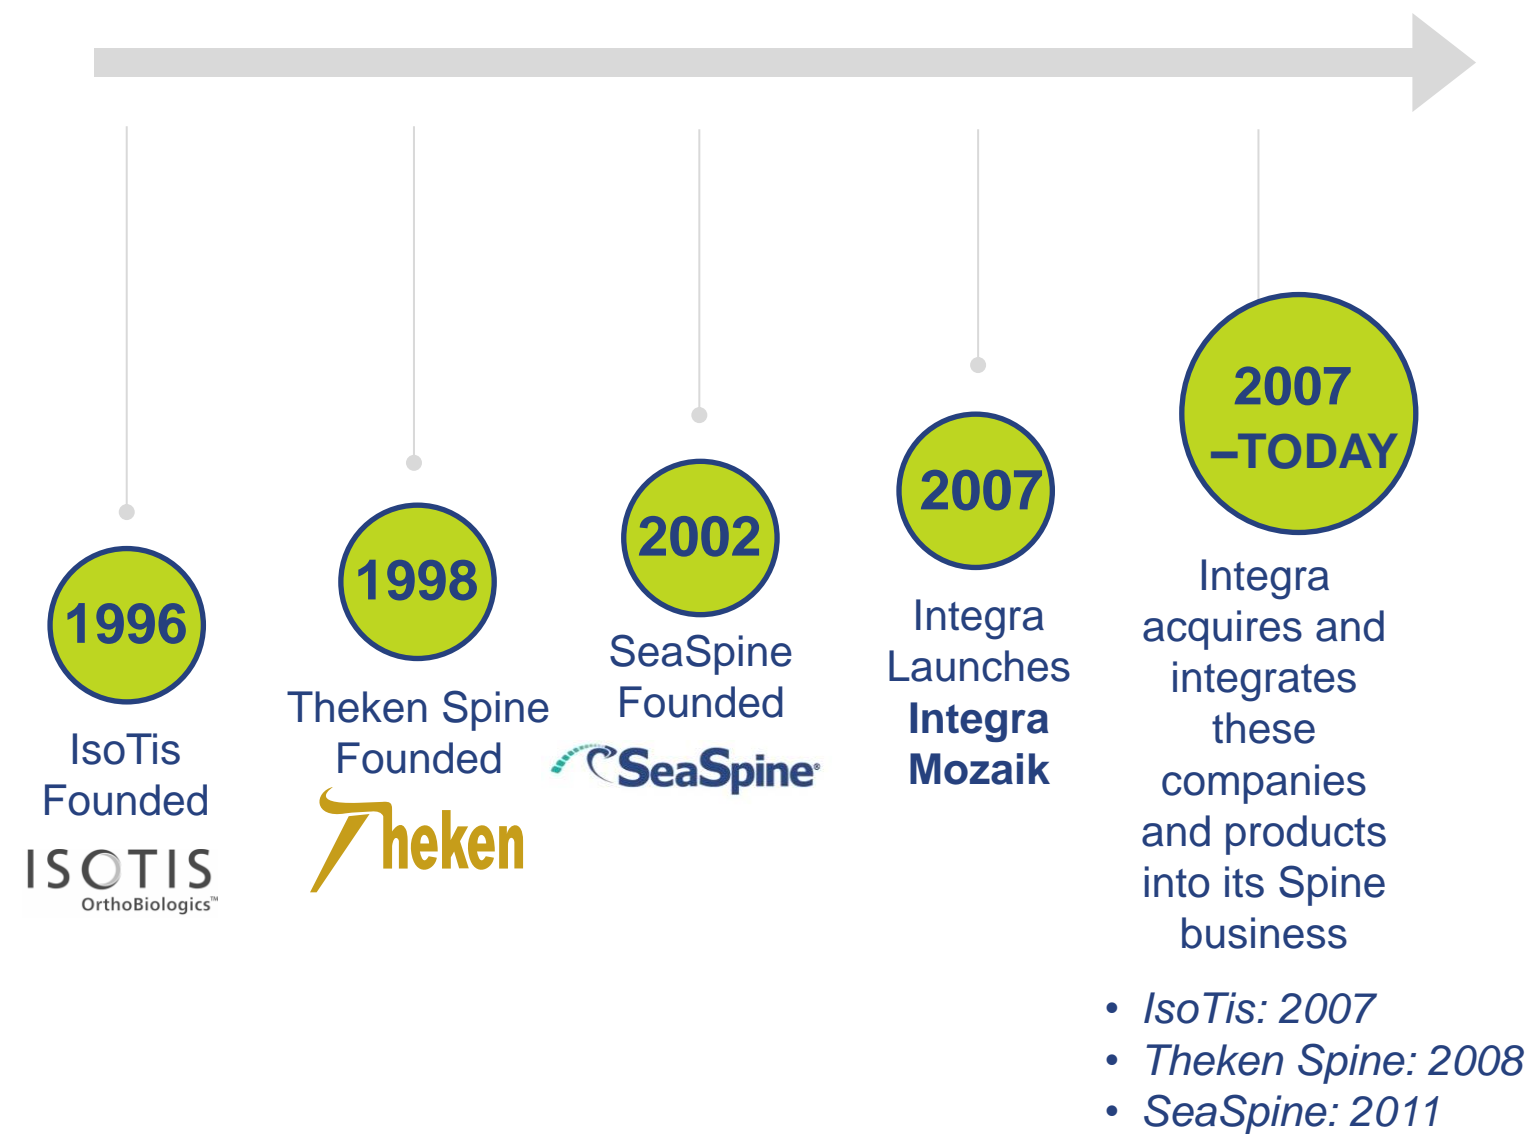 1996
IsoTis
Founded
ISOTIS
OrthoBiologics™
1998
Theken Spine
Founded
Theken
2002
SeaSpine
Founded
SeaSpine®
2007
Integra
Launches
Integra
Mozaik
2007
–TODAY
Integra
acquires and
integrates
these
companies
and products
into its Spine
business
• IsoTis: 2007
• Theken Spine: 2008
• SeaSpine: 2011